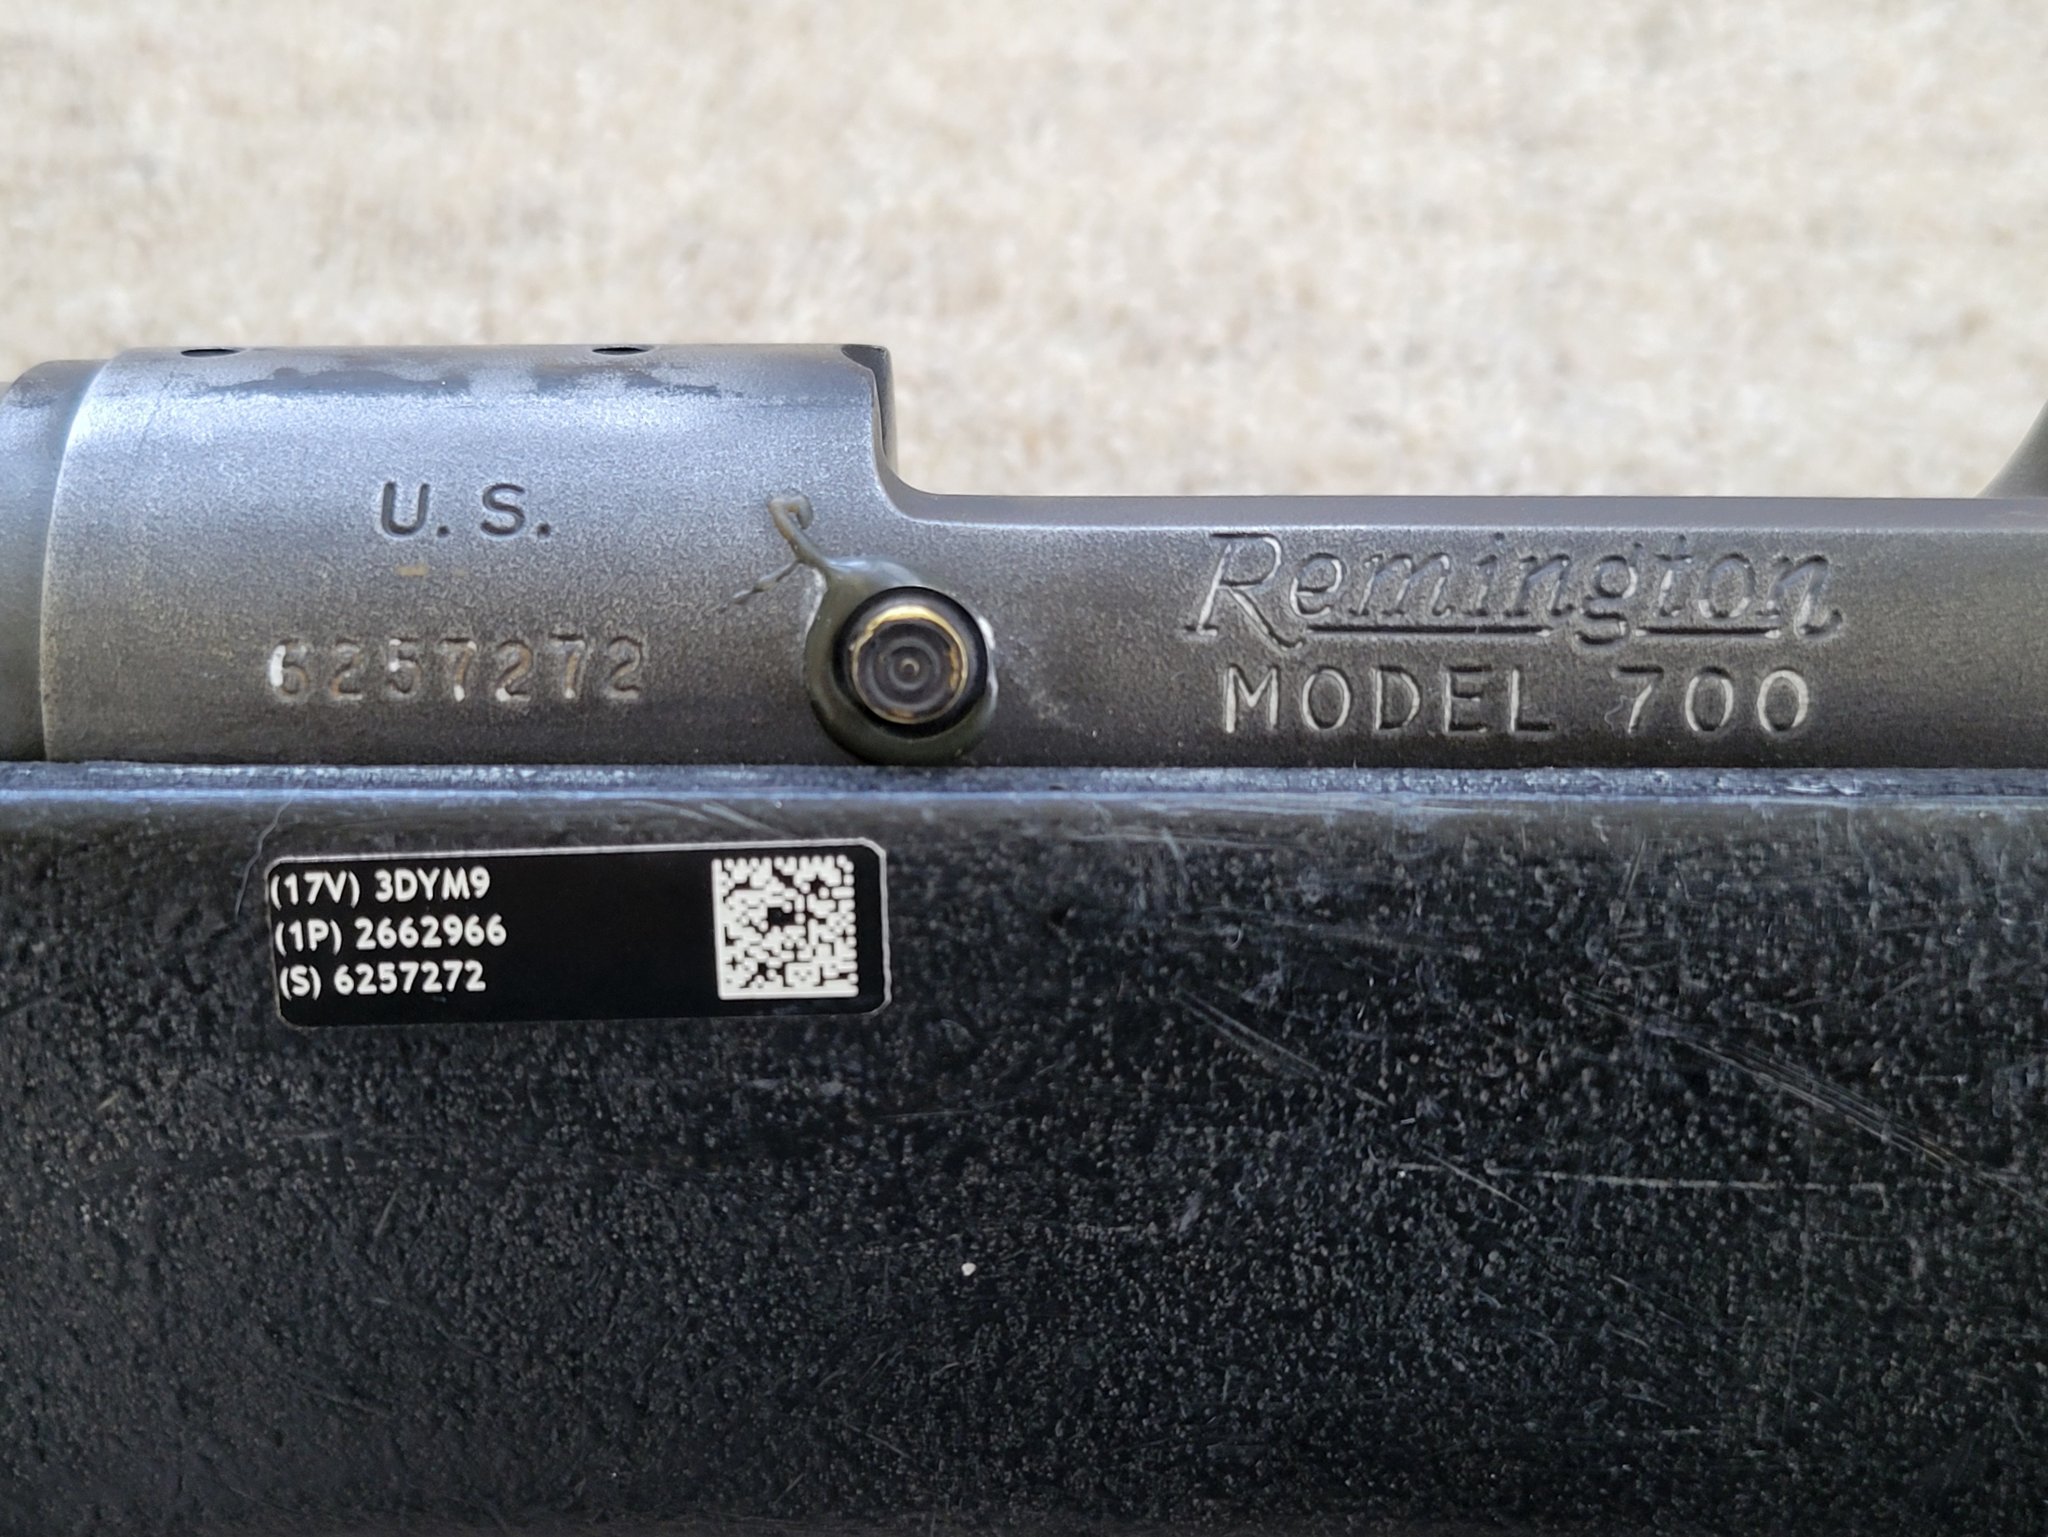 U.S.
6257272
Remington
MODEL 700
(17V) 3DYM9
(1P) 2662966
(S) 6257272